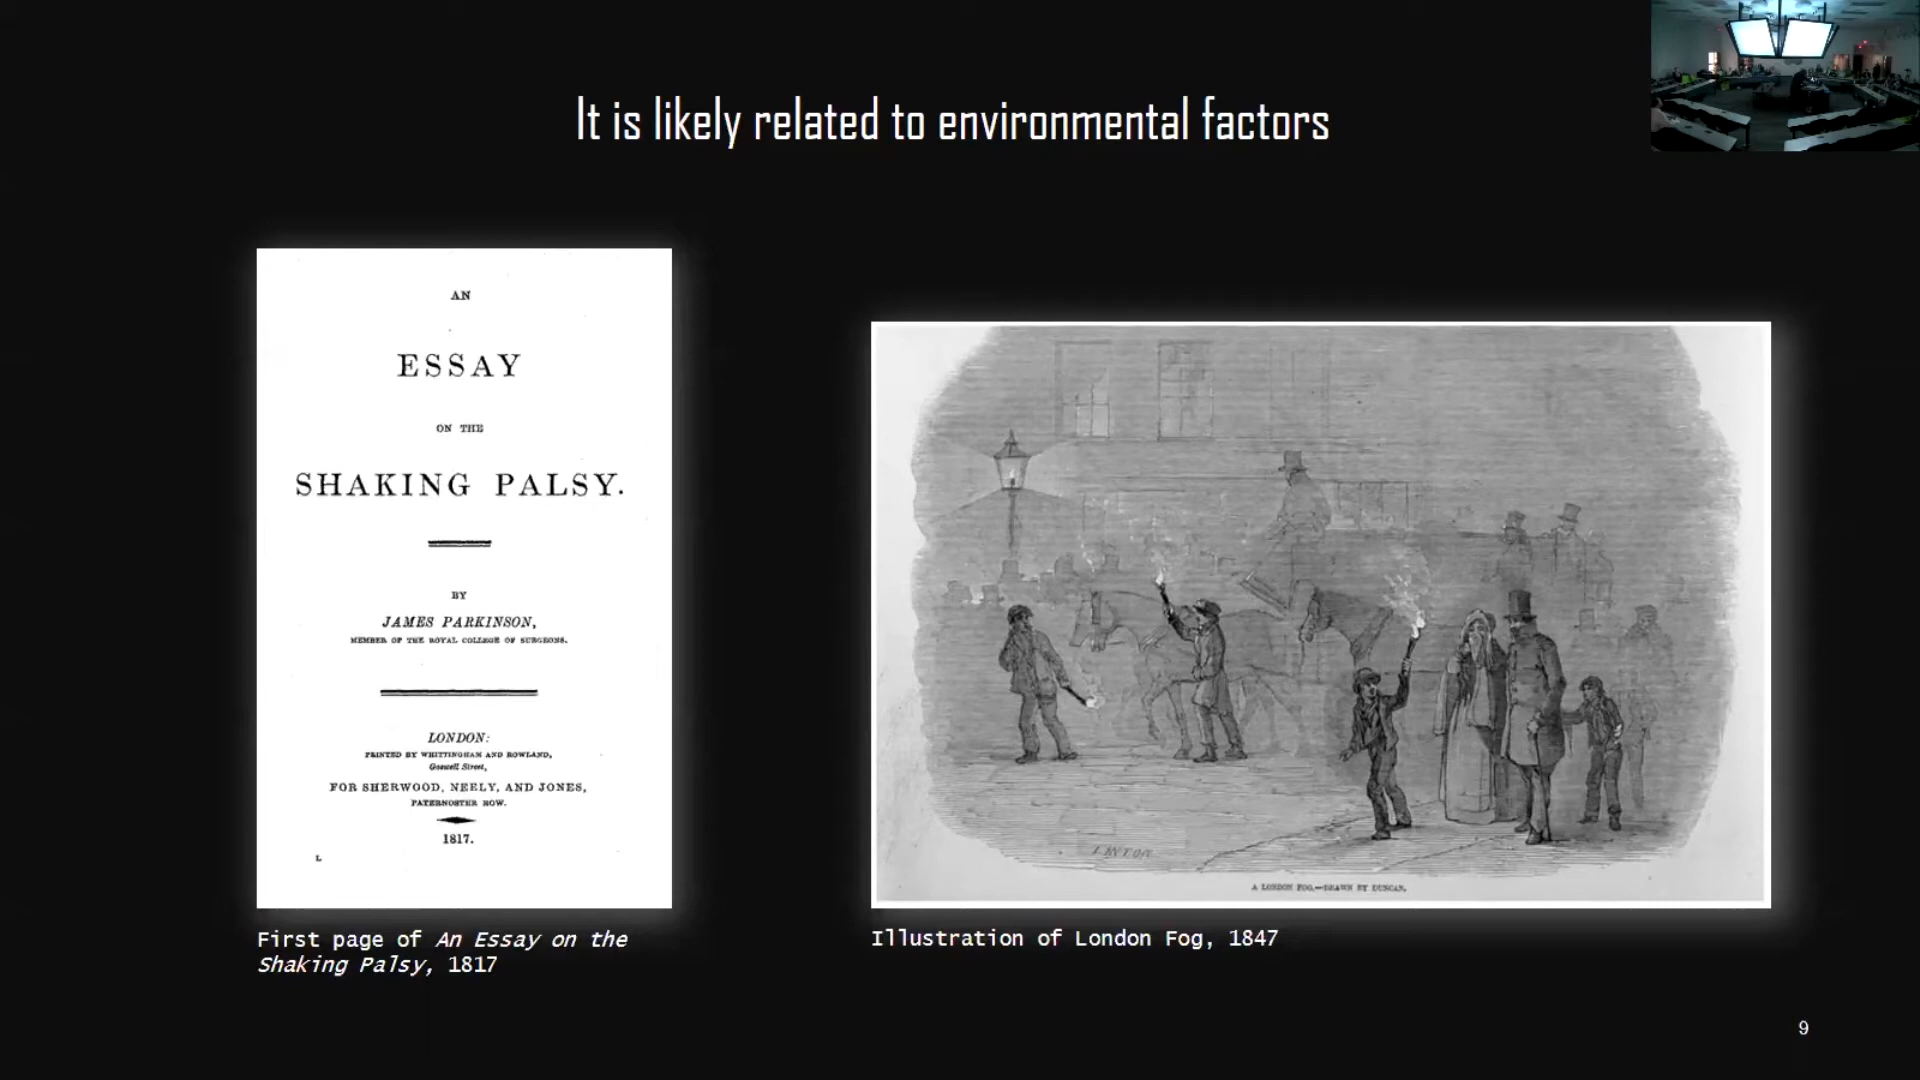 It is likely related to environmental factors
AN
ESSAY
ON THE
SHAKING PALSY.
BY
JAMES PARKINSON,
MEMBER OF THE ROYAL COLLEGE OF SURGEONS.
LONDON:
PRINTED BY WHITTINGHAM AND ROWLAND,
Goswell Street,
FOR SHERWOOD, NEELY, AND JONES,
PATERNOSTER ROW.
1817.
L
First page of An Essay on the
Shaking Palsy, 1817
LINTON
A LONDON FOG.—DRAWN BY DUNCAN.
Illustration of London Fog, 1847
9